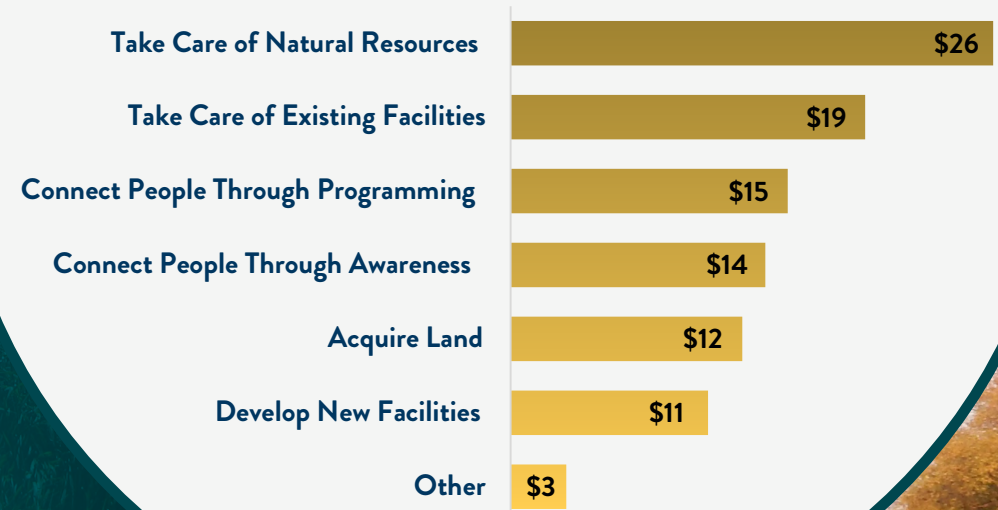 Take Care of Natural Resources $26
Take Care of Existing Facilities $19
Connect People Through Programming $15
Connect People Through Awareness $14
Acquire Land $12
Develop New Facilities $11
Other $3